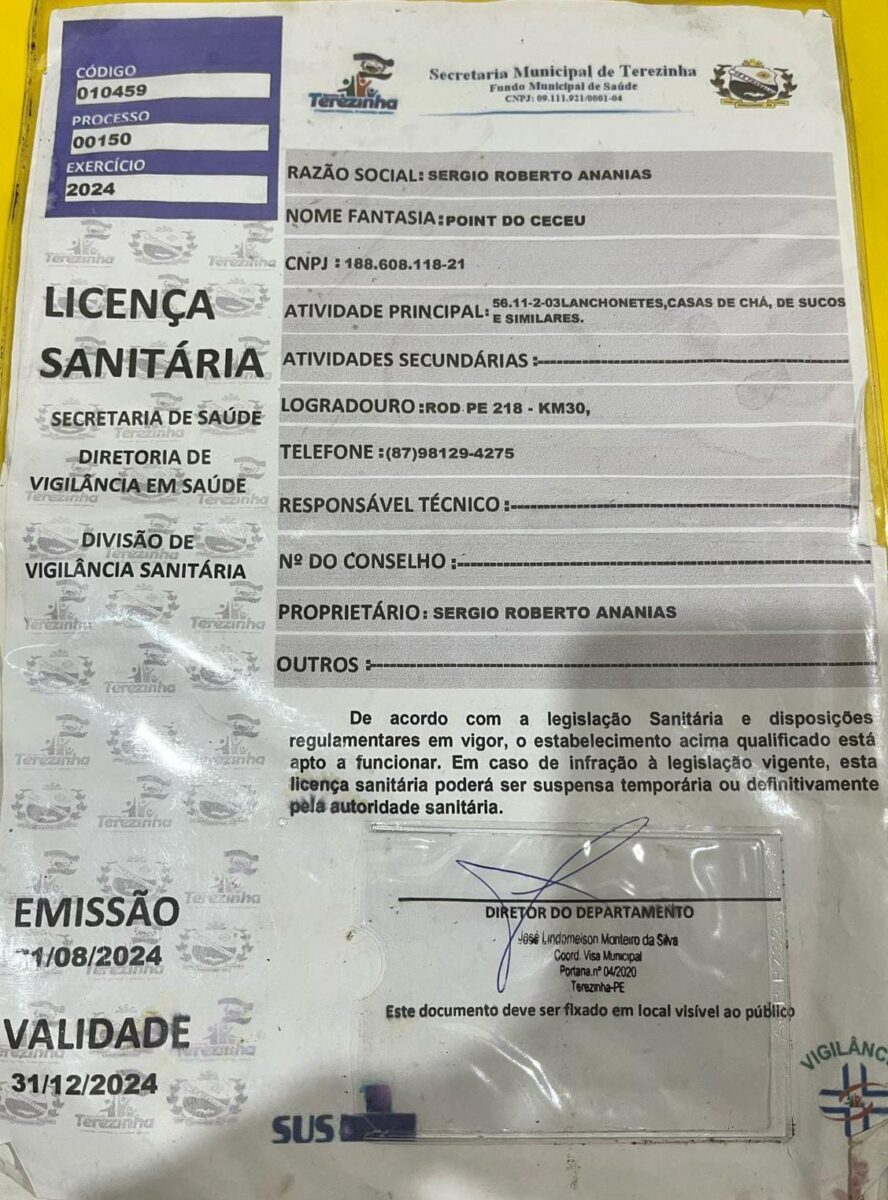 CÓDIGO
010459
PROCESSO
00150
EXERCÍCIO
2024
Terezinha
Secretaria Municipal de Terezinha
Fundo Municipal de Saúde
CNPJ: 09.111.921/0001-04
RAZÃO SOCIAL: SERGIO ROBERTO ANANIAS
NOME FANTASIA: POINT DO CECEU
CNPJ : 188.608.118-21
ATIVIDADE PRINCIPAL: 56.11-2-03LANCHONETES,CASAS DE CHÁ, DE SUCOS
E SIMILARES.
ATIVIDADES SECUNDÁRIAS :
LOGRADOURO :ROD PE 218 - KM30,
TELEFONE :(87)98129-4275
RESPONSÁVEL TÉCNICO :
Nº DO CONSELHO :
PROPRIETÁRIO: SERGIO ROBERTO ANANIAS
OUTROS :
LICENÇA
SANITÁRIA
SECRETARIA DE SAÚDE
DIRETORIA DE
VIGILÂNCIA EM SAÚDE
DIVISÃO DE
VIGILÂNCIA SANITÁRIA
De acordo com a legislação Sanitária e disposições
regulamentares em vigor, o estabelecimento acima qualificado está
apto a funcionar. Em caso de infração à legislação vigente, esta
licença sanitária poderá ser suspensa temporária ou definitivamente
pela autoridade sanitária.
EMISSÃO
1/08/2024
VALIDADE
31/12/2024
DIRETOR DO DEPARTAMENTO
José Lindomeison Monteiro da Silva
Coord. Visa Municipal
Portaria.nº 04/2020
Terezinha-PE
Este documento deve ser fixado em local visível ao público
SUS
VIGILÂNC